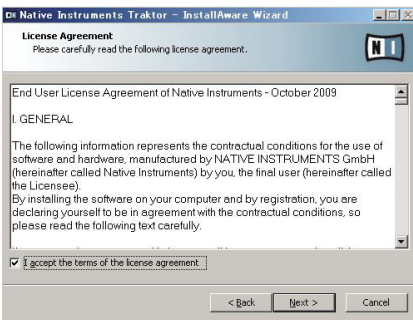 Native Instruments Traktor - InstallAware Wizard
License Agreement
Please carefully read the following license agreement.
NI
End User License Agreement of Native Instruments - October 2009
I. GENERAL
The following information represents the contractual conditions for the use of
software and hardware, manufactured by NATIVE INSTRUMENTS GmbH
(hereinafter called Native Instruments) by you, the final user (hereinafter called
the Licensee).
By installing the software on your computer and by registration, you are
declaring yourself to be in agreement with the contractual conditions, so
please read the following text carefully.
I accept the terms of the license agreement
< Back Next > Cancel